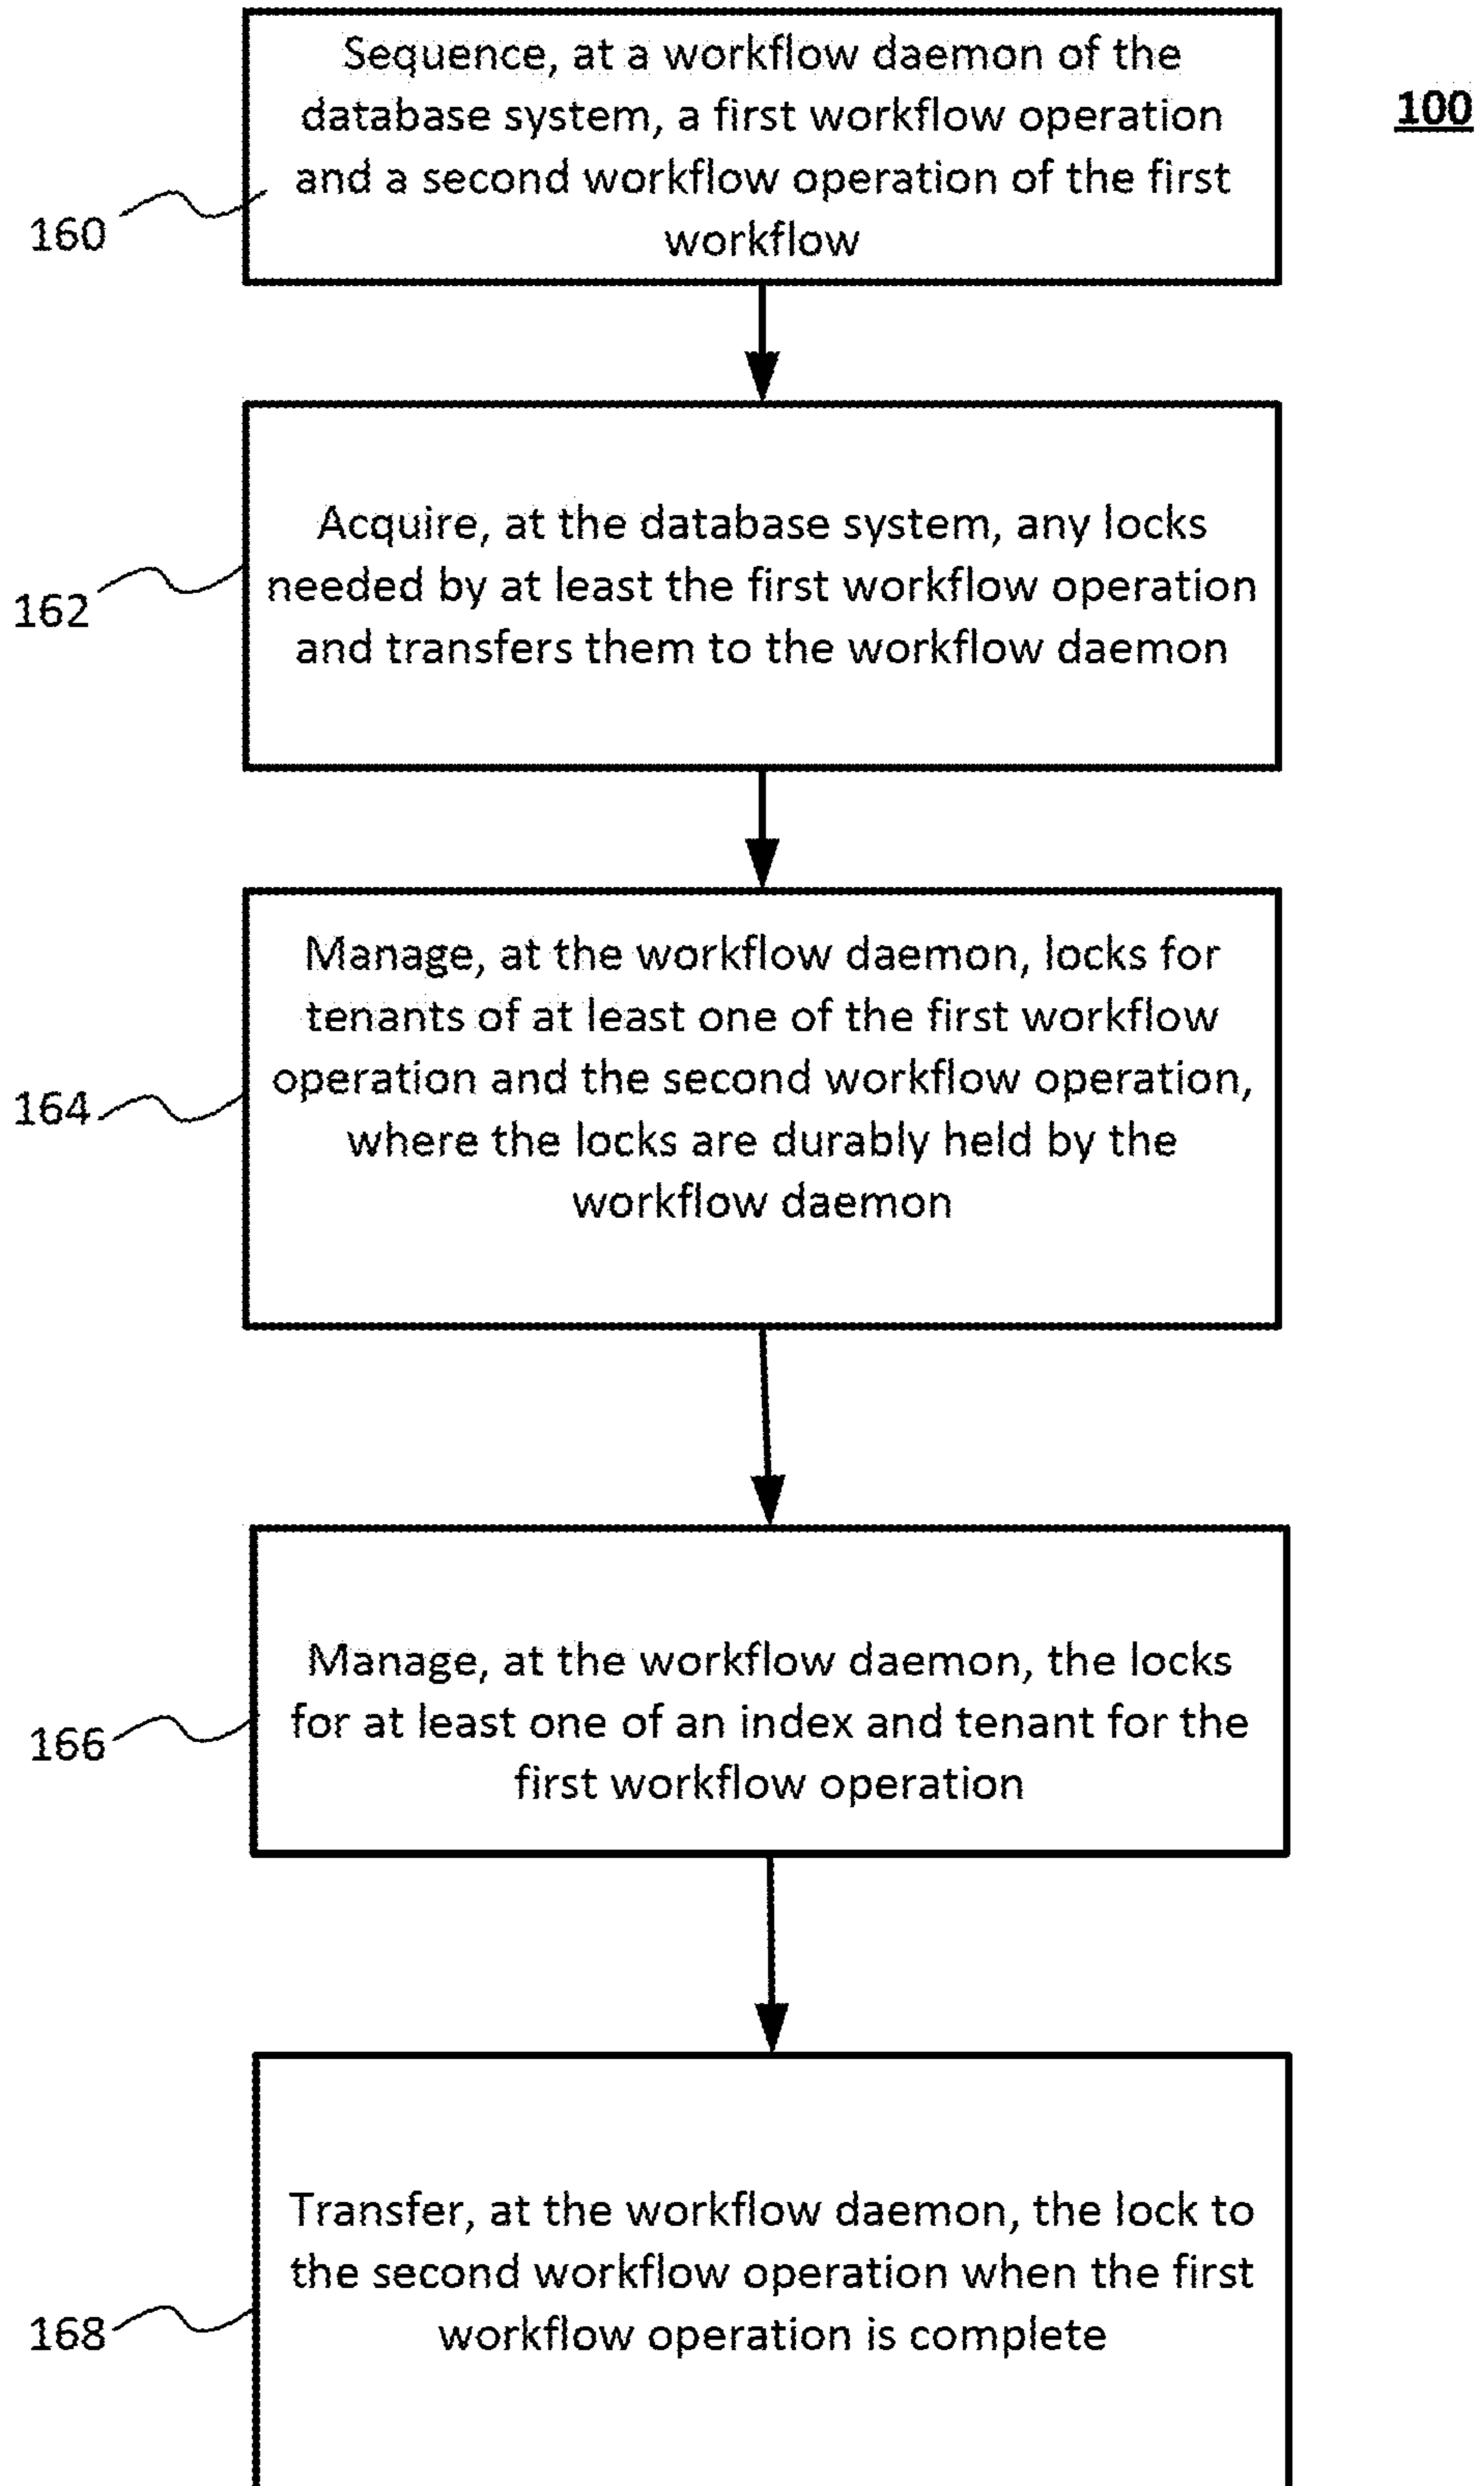 Sequence, at a workflow daemon of the
database system, a first workflow operation
and a second workflow operation of the first
workflow
100
160
Acquire, at the database system, any locks
needed by at least the first workflow operation
and transfers them to the workflow daemon
162
Manage, at the workflow daemon, locks for
tenants of at least one of the first workflow
operation and the second workflow operation,
where the locks are durably held by the
workflow daemon
164
Manage, at the workflow daemon, the locks
for at least one of an index and tenant for the
first workflow operation
166
Transfer, at the workflow daemon, the lock to
the second workflow operation when the first
workflow operation is complete
168